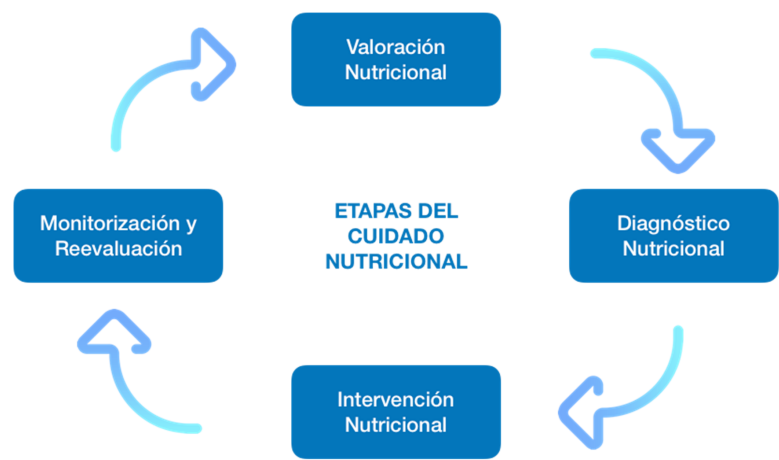 Valoración
Nutricional
Monitorización y
Reevaluación
ETAPAS DEL
CUIDADO
NUTRICIONAL
Diagnóstico
Nutricional
Intervención
Nutricional